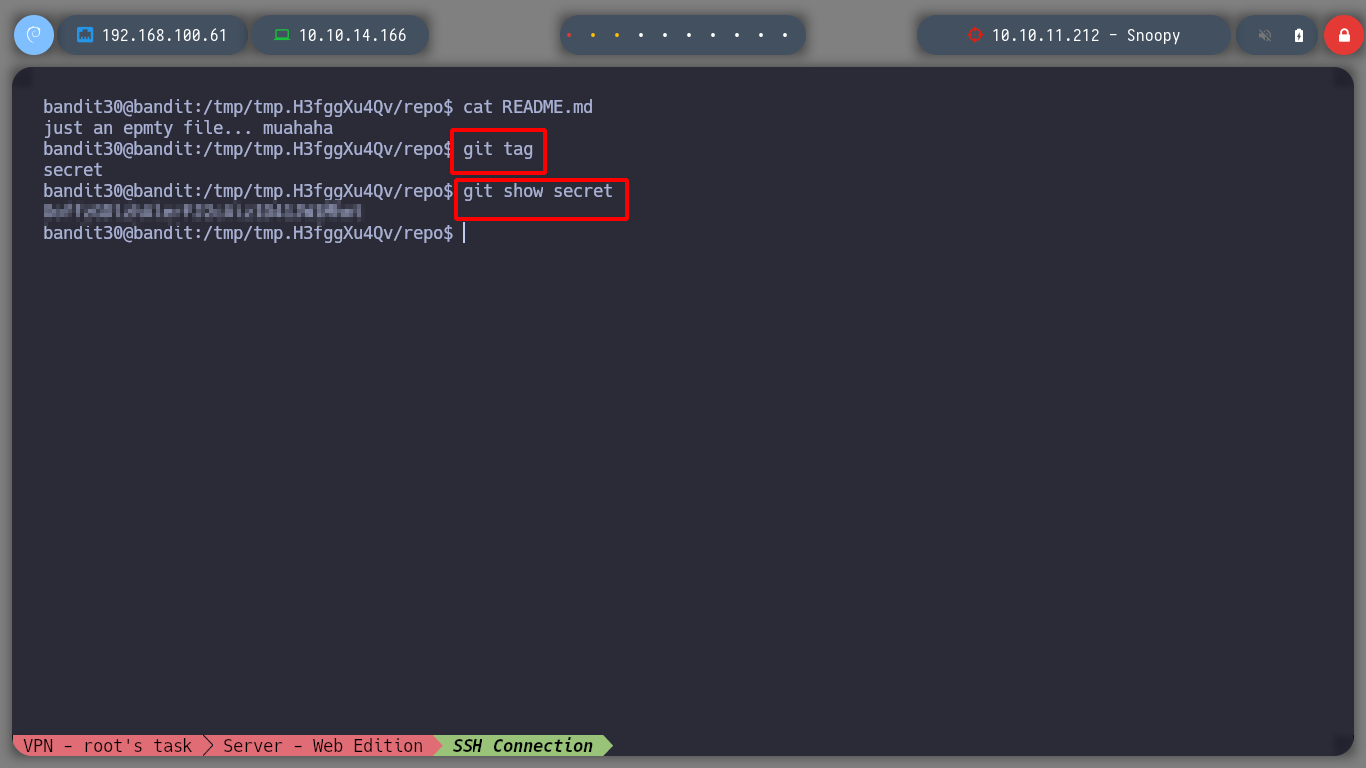 192.168.100.61
10.10.14.166
10.10.11.212 - Snoopy
bandit30@bandit:/tmp/tmp.H3fggXu4Qv/repo$ cat README.md
just an epmty file... muahaha
bandit30@bandit:/tmp/tmp.H3fggXu4Qv/repo$ git tag
secret
bandit30@bandit:/tmp/tmp.H3fggXu4Qv/repo$ git show secret
bandit30@bandit:/tmp/tmp.H3fggXu4Qv/repo$
VPN - root's task Server - Web Edition SSH Connection